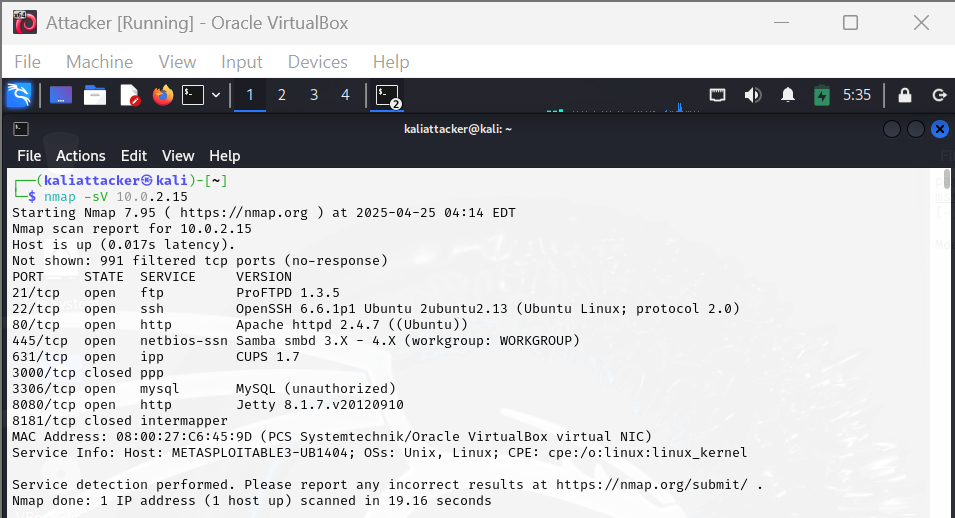 Attacker [Running] - Oracle VirtualBox
File Machine View Input Devices Help
1 2 3 4 2 5:35
kaliattacker@kali: ~
File Actions Edit View Help
┌──(kaliattacker㉿kali)-[~]
└─$ nmap -sV 10.0.2.15
Starting Nmap 7.95 ( https://nmap.org ) at 2025-04-25 04:14 EDT
Nmap scan report for 10.0.2.15
Host is up (0.017s latency).
Not shown: 991 filtered tcp ports (no-response)
PORT     STATE  SERVICE     VERSION
21/tcp   open   ftp         ProFTPD 1.3.5
22/tcp   open   ssh         OpenSSH 6.6.1p1 Ubuntu 2ubuntu2.13 (Ubuntu Linux; protocol 2.0)
80/tcp   open   http        Apache httpd 2.4.7 ((Ubuntu))
445/tcp  open   netbios-ssn Samba smbd 3.X - 4.X (workgroup: WORKGROUP)
631/tcp  open   ipp         CUPS 1.7
3000/tcp closed ppp
3306/tcp open   mysql       MySQL (unauthorized)
8080/tcp open   http        Jetty 8.1.7.v20120910
8181/tcp closed intermapper
MAC Address: 08:00:27:C6:45:9D (PCS Systemtechnik/Oracle VirtualBox virtual NIC)
Service Info: Host: METASPLOITABLE3-UB1404; OSs: Unix, Linux; CPE: cpe:/o:linux:linux_kernel
Service detection performed. Please report any incorrect results at https://nmap.org/submit/ .
Nmap done: 1 IP address (1 host up) scanned in 19.16 seconds